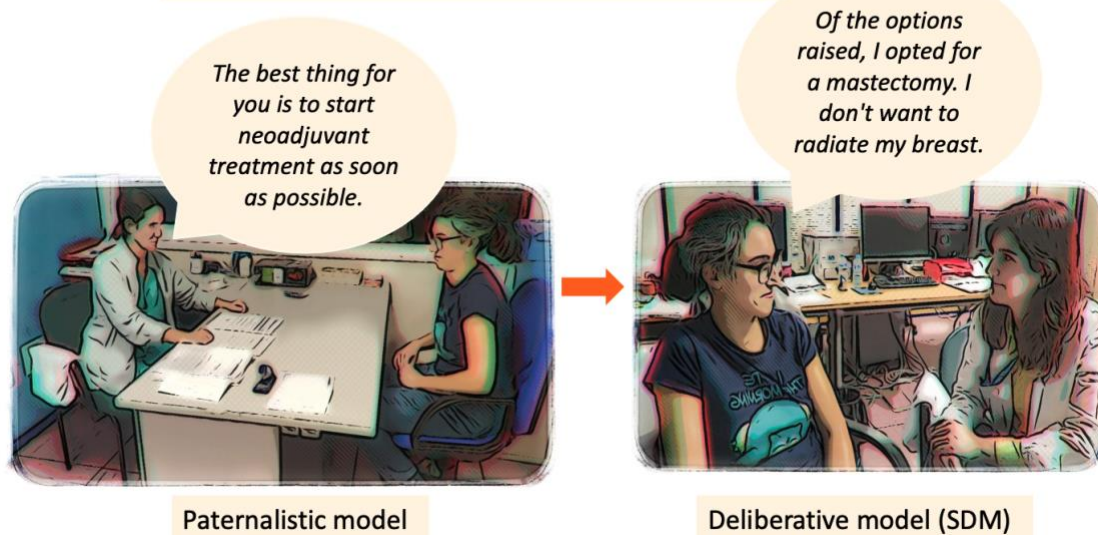 The best thing for
you is to start
neoadjuvant
treatment as soon
as possible.
Of the options
raised, I opted for
a mastectomy. I
don't want to
radiate my breast.
Paternalistic model
Deliberative model (SDM)